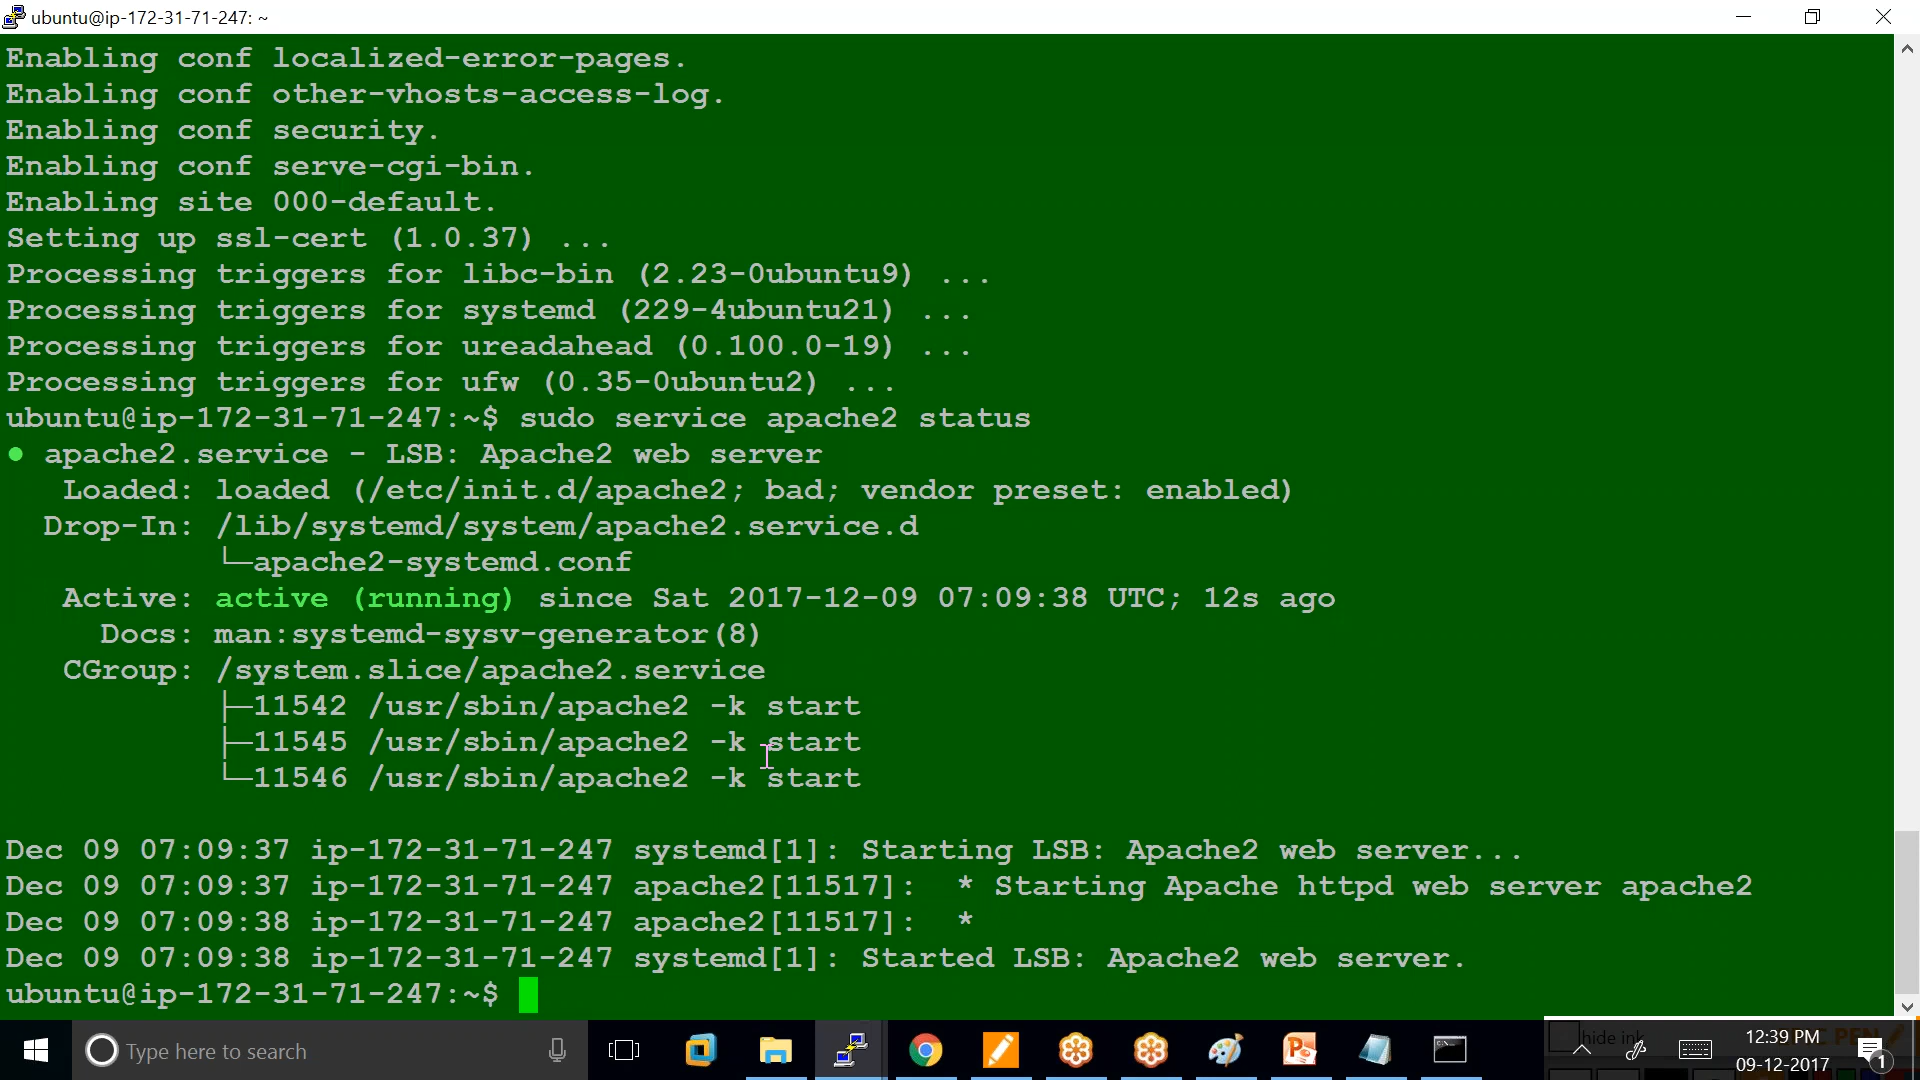 ubuntu@ip-172-31-71-247: ~
Enabling conf localized-error-pages.
Enabling conf other-vhosts-access-log.
Enabling conf security.
Enabling conf serve-cgi-bin.
Enabling site 000-default.
Setting up ssl-cert (1.0.37) ...
Processing triggers for libc-bin (2.23-0ubuntu9) ...
Processing triggers for systemd (229-4ubuntu21) ...
Processing triggers for ureadahead (0.100.0-19) ...
Processing triggers for ufw (0.35-0ubuntu2) ...
ubuntu@ip-172-31-71-247:~$ sudo service apache2 status
● apache2.service - LSB: Apache2 web server
   Loaded: loaded (/etc/init.d/apache2; bad; vendor preset: enabled)
  Drop-In: /lib/systemd/system/apache2.service.d
           └─apache2-systemd.conf
   Active: active (running) since Sat 2017-12-09 07:09:38 UTC; 12s ago
     Docs: man:systemd-sysv-generator(8)
   CGroup: /system.slice/apache2.service
           ├─11542 /usr/sbin/apache2 -k start
           ├─11545 /usr/sbin/apache2 -k start
           └─11546 /usr/sbin/apache2 -k start
Dec 09 07:09:37 ip-172-31-71-247 systemd[1]: Starting LSB: Apache2 web server...
Dec 09 07:09:37 ip-172-31-71-247 apache2[11517]:  * Starting Apache httpd web server apache2
Dec 09 07:09:38 ip-172-31-71-247 apache2[11517]:  *
Dec 09 07:09:38 ip-172-31-71-247 systemd[1]: Started LSB: Apache2 web server.
ubuntu@ip-172-31-71-247:~$
Type here to search
hide ink
PEN
12:39 PM
09-12-2017
1